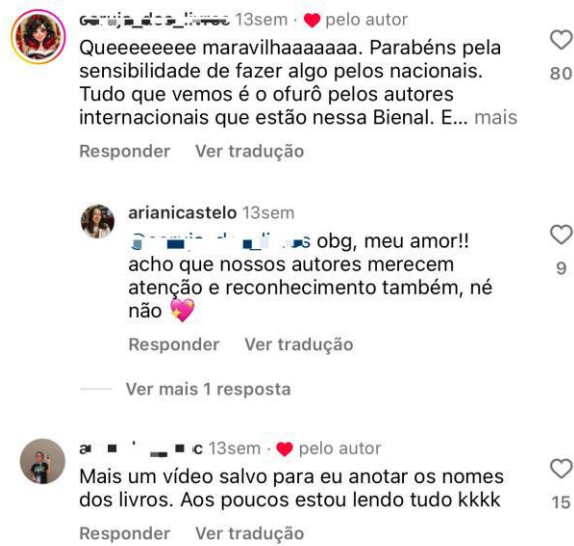 13sem · ❤️ pelo autor
Queeeeeeee maravilhaaaaaaa. Parabéns pela
sensibilidade de fazer algo pelos nacionais.
Tudo que vemos é o ofurô pelos autores
internacionais que estão nessa Bienal. E... mais
80
Responder Ver tradução
arianicastelo 13sem
obg, meu amor!!
acho que nossos autores merecem
atenção e reconhecimento também, né
não 💖
9
Responder Ver tradução
Ver mais 1 resposta
13sem · ❤️ pelo autor
Mais um vídeo salvo para eu anotar os nomes
dos livros. Aos poucos estou lendo tudo kkkk
15
Responder Ver tradução